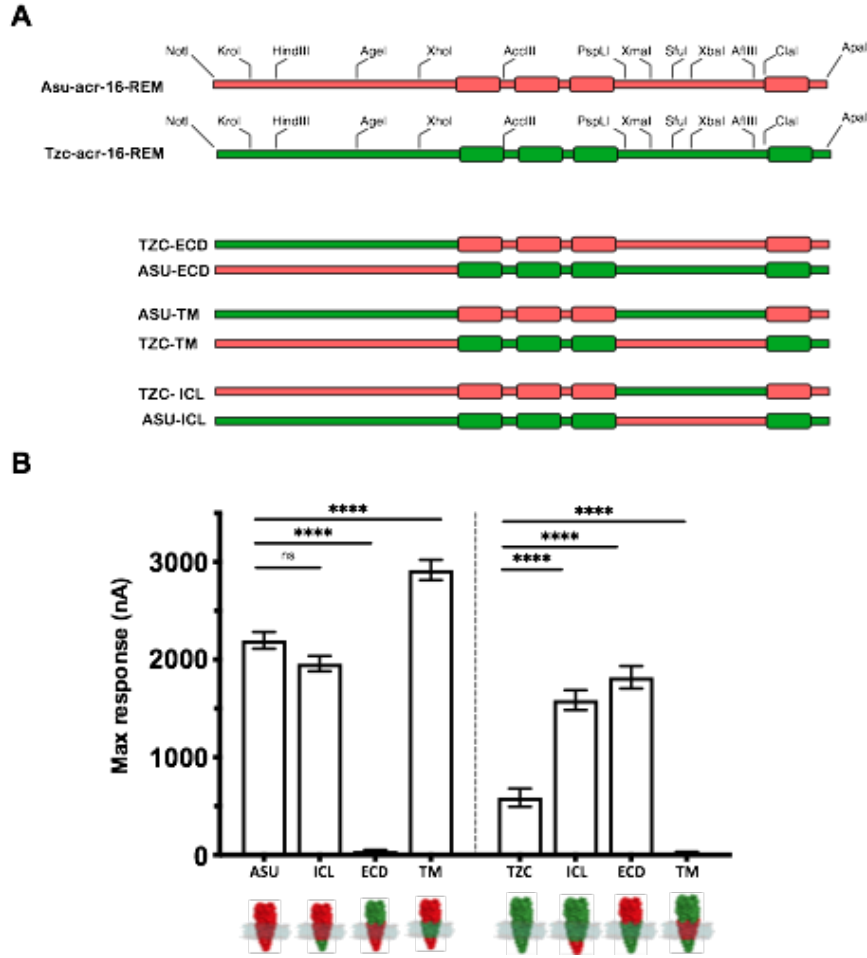 A
NotI KroI HindIII AgeI XhoI AccIII PspLI XmaI SfuI XbaI AflIII ClaI ApaI
Asu-acr-16-REM
NotI KroI HindIII AgeI XhoI AccIII PspLI XmaI SfuI XbaI AflIII ClaI ApaI
Tzc-acr-16-REM
TZC-ECD
ASU-ECD
ASU-TM
TZC-TM
TZC- ICL
ASU-ICL
B
**** ****
**** ****
ns ****
Max response (nA)
3000
2000
1000
0
ASU ICL ECD TM TZC ICL ECD TM